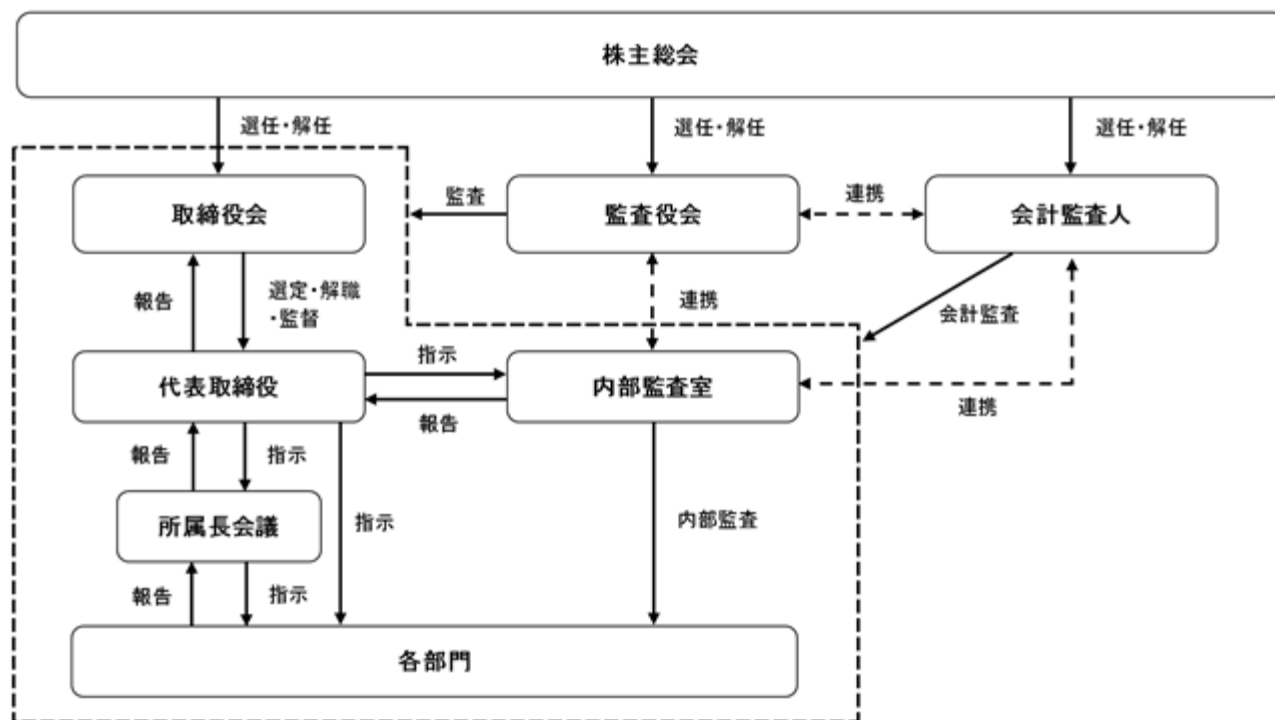 株主総会
選任・解任
選任・解任
選任・解任
取締役会
監査
監査役会
連携
会計監査人
報告
選定・解職
・監督
連携
会計監査
代表取締役
指示
報告
内部監査室
連携
報告
指示
所属長会議
指示
内部監査
報告
指示
各部門